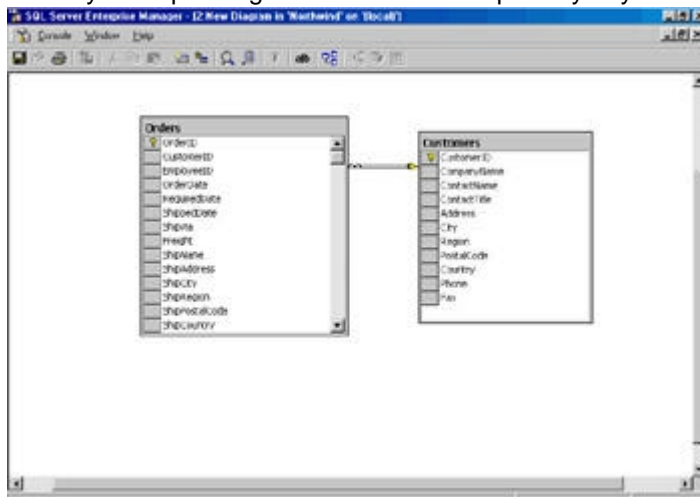 SQL Server Enterprise Manager - [2:New Diagram in 'Northwind' on '(local)']
Console Window Help
Orders
OrderID
CustomerID
EmployeeID
OrderDate
RequiredDate
ShippedDate
ShipVia
Freight
ShipName
ShipAddress
ShipCity
ShipRegion
ShipPostalCode
ShipCountry
Customers
CustomerID
CompanyName
ContactName
ContactTitle
Address
City
Region
PostalCode
Country
Phone
Fax